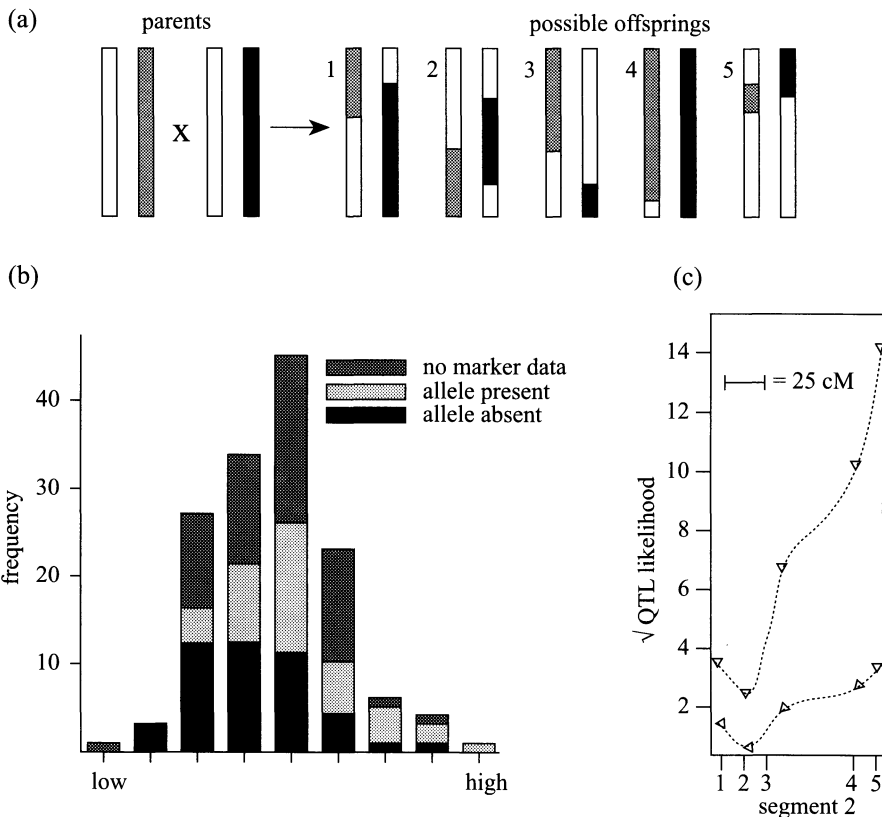 (a)
parents
possible offsprings
X
1
2
3
4
5
(b)
(c)
no marker data
allele present
allele absent
40
30
20
10
frequency
low
high
14
12
10
8
6
4
2
√ QTL likelihood
= 25 cM
1 2 3 4 5
segment 2